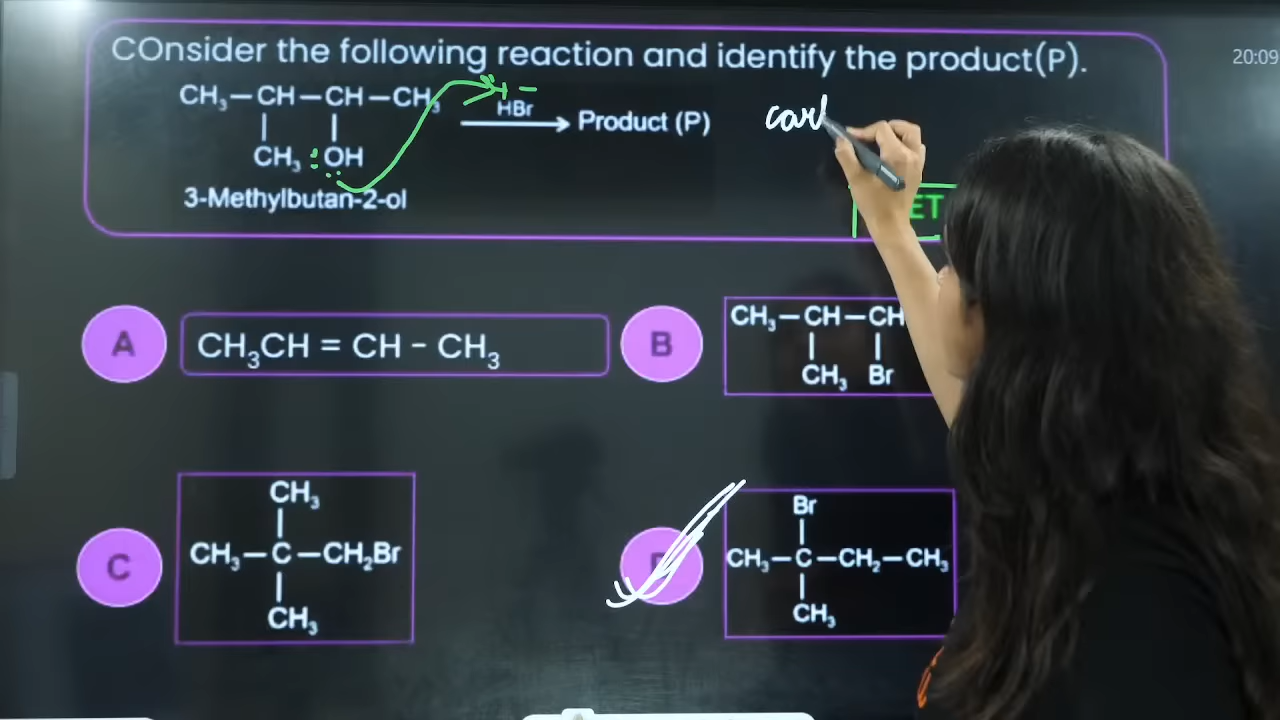 COnsider the following reaction and identify the product(P).
20:09
CH₃ – CH – CH – CH₃
HBr
Product (P)
CH₃ :OH
3-Methylbutan-2-ol
ET
A
CH₃CH = CH - CH₃
B
CH₃ – CH – CH
CH₃ Br
C
CH₃
CH₃ – C – CH₂Br
CH₃
Br
CH₃ – C – CH₂ – CH₃
CH₃